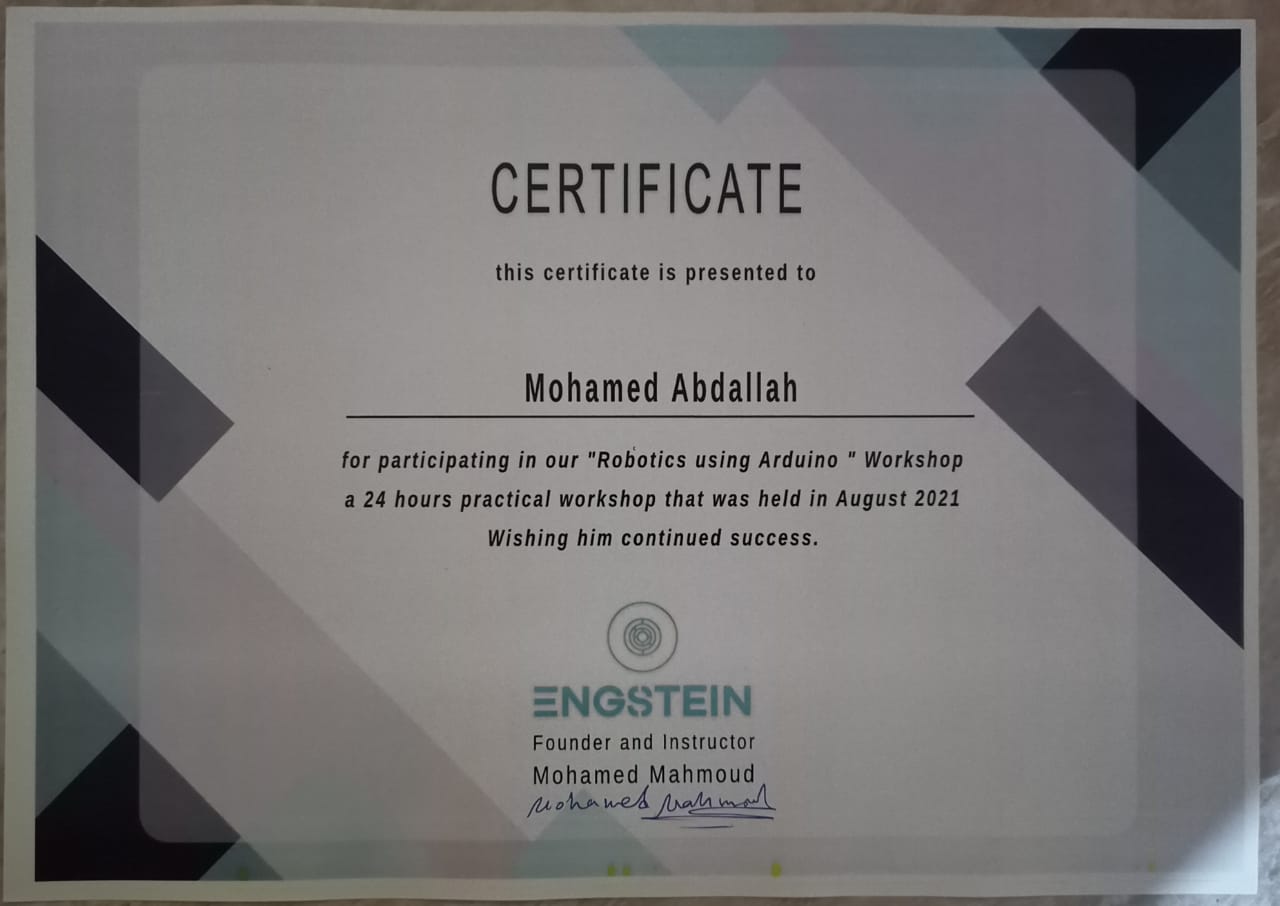 CERTIFICATE
this certificate is presented to
Mohamed Abdallah
for participating in our "Robotics using Arduino " Workshop
a 24 hours practical workshop that was held in August 2021
Wishing him continued success.
ENGSTEIN
Founder and Instructor
Mohamed Mahmoud
Mohamed Mahmoud